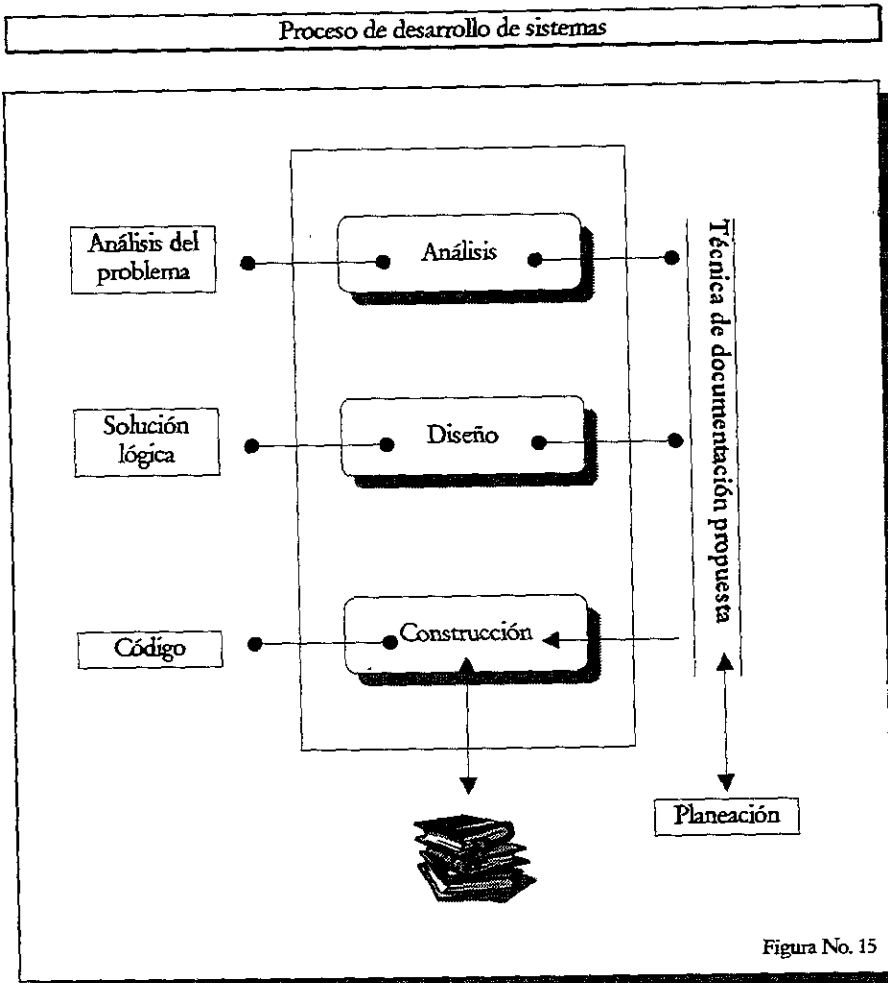 Proceso de desarrollo de sistemas
Análisis del
problema
Análisis
Técnica de documentación propuesta
Solución
lógica
Diseño
Código
Construcción
Planeación
Figura No. 15